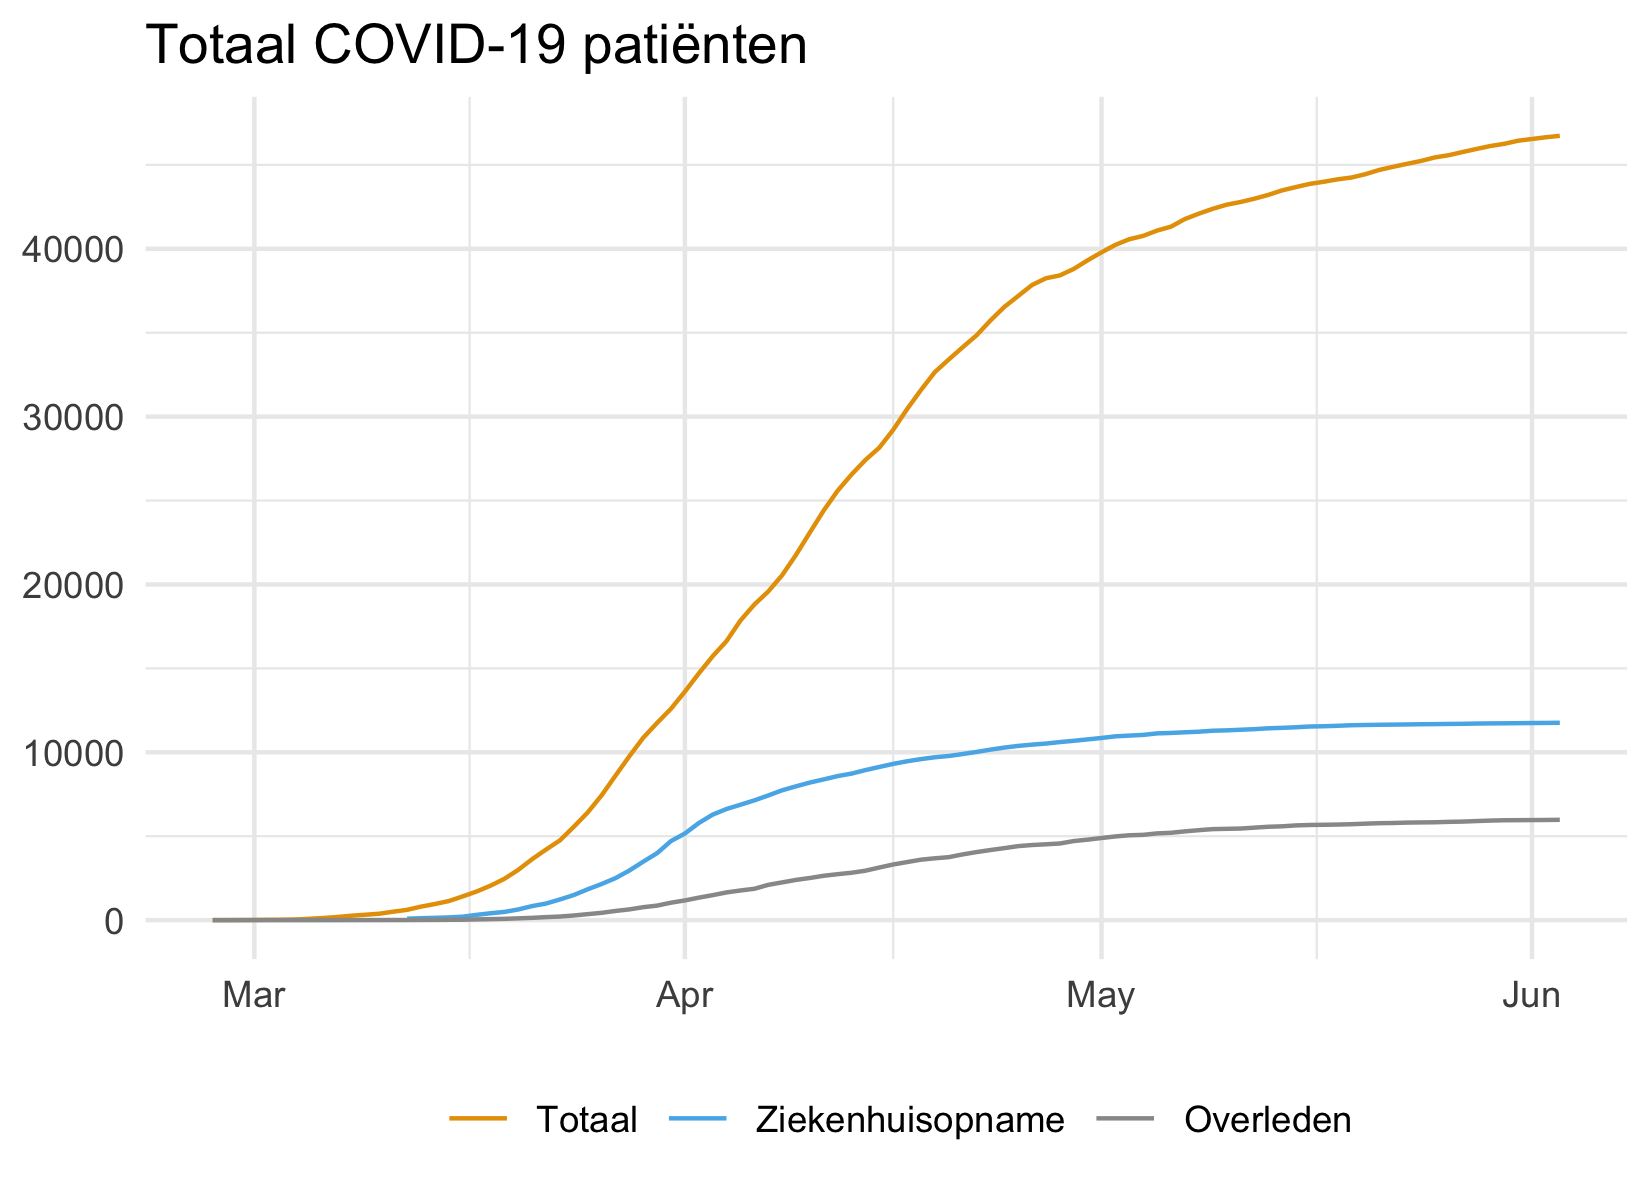 Totaal COVID-19 patiënten
40000
30000
20000
10000
0
Mar Apr May Jun
Totaal Ziekenhuisopname Overleden